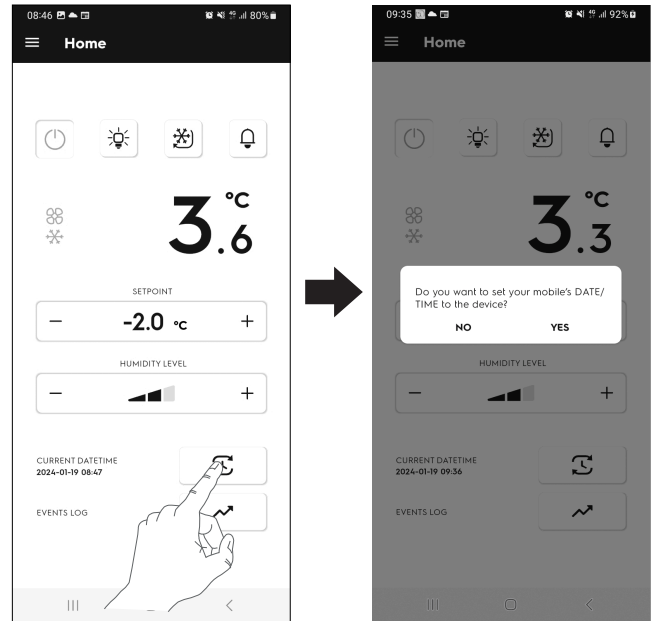 08:46 4G 80%
Home
3.6 °C
SETPOINT
− -2.0 °C +
HUMIDITY LEVEL
− +
CURRENT DATETIME
2024-01-19 08:47
EVENTS LOG
09:35 4G 92%
Home
3.3 °C
Do you want to set your mobile's DATE/
TIME to the device?
NO YES
HUMIDITY LEVEL
− +
CURRENT DATETIME
2024-01-19 09:36
EVENTS LOG